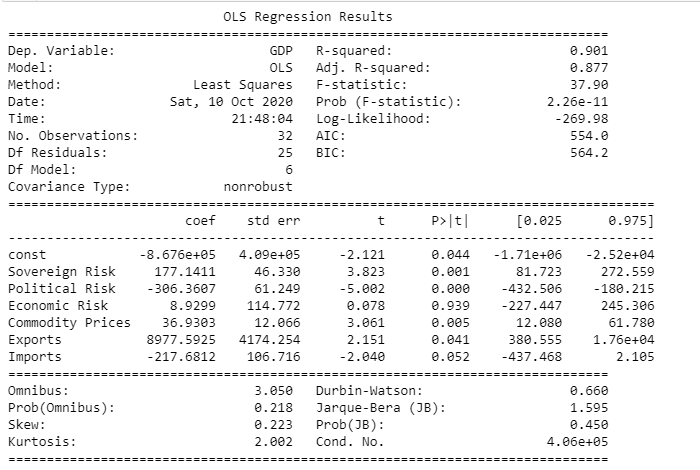 OLS Regression Results
==============================================================================
Dep. Variable: GDP R-squared: 0.901
Model: OLS Adj. R-squared: 0.877
Method: Least Squares F-statistic: 37.90
Date: Sat, 10 Oct 2020 Prob (F-statistic): 2.26e-11
Time: 21:48:04 Log-Likelihood: -269.98
No. Observations: 32 AIC: 554.0
Df Residuals: 25 BIC: 564.2
Df Model: 6
Covariance Type: nonrobust
====================================================================================
coef std err t P>|t| [0.025 0.975]
------------------------------------------------------------------------------------
const -8.676e+05 4.09e+05 -2.121 0.044 -1.71e+06 -2.52e+04
Sovereign Risk 177.1411 46.330 3.823 0.001 81.723 272.559
Political Risk -306.3607 61.249 -5.002 0.000 -432.506 -180.215
Economic Risk 8.9299 114.772 0.078 0.939 -227.447 245.306
Commodity Prices 36.9303 12.066 3.061 0.005 12.080 61.780
Exports 8977.5925 4174.254 2.151 0.041 380.555 1.76e+04
Imports -217.6812 106.716 -2.040 0.052 -437.468 2.105
==============================================================================
Omnibus: 3.050 Durbin-Watson: 0.660
Prob(Omnibus): 0.218 Jarque-Bera (JB): 1.595
Skew: 0.223 Prob(JB): 0.450
Kurtosis: 2.002 Cond. No. 4.06e+05
==============================================================================